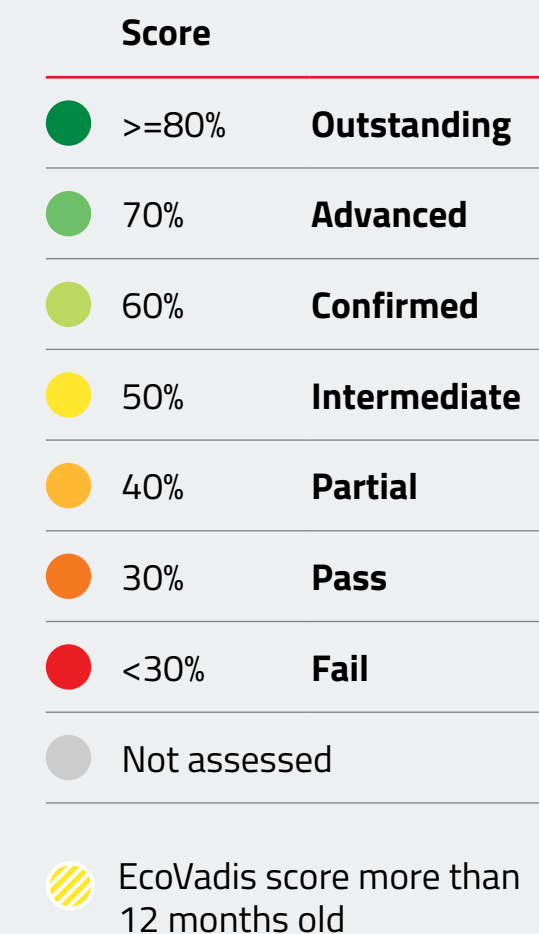 Score
>=80% Outstanding
70% Advanced
60% Confirmed
50% Intermediate
40% Partial
30% Pass
<30% Fail
Not assessed
EcoVadis score more than
12 months old